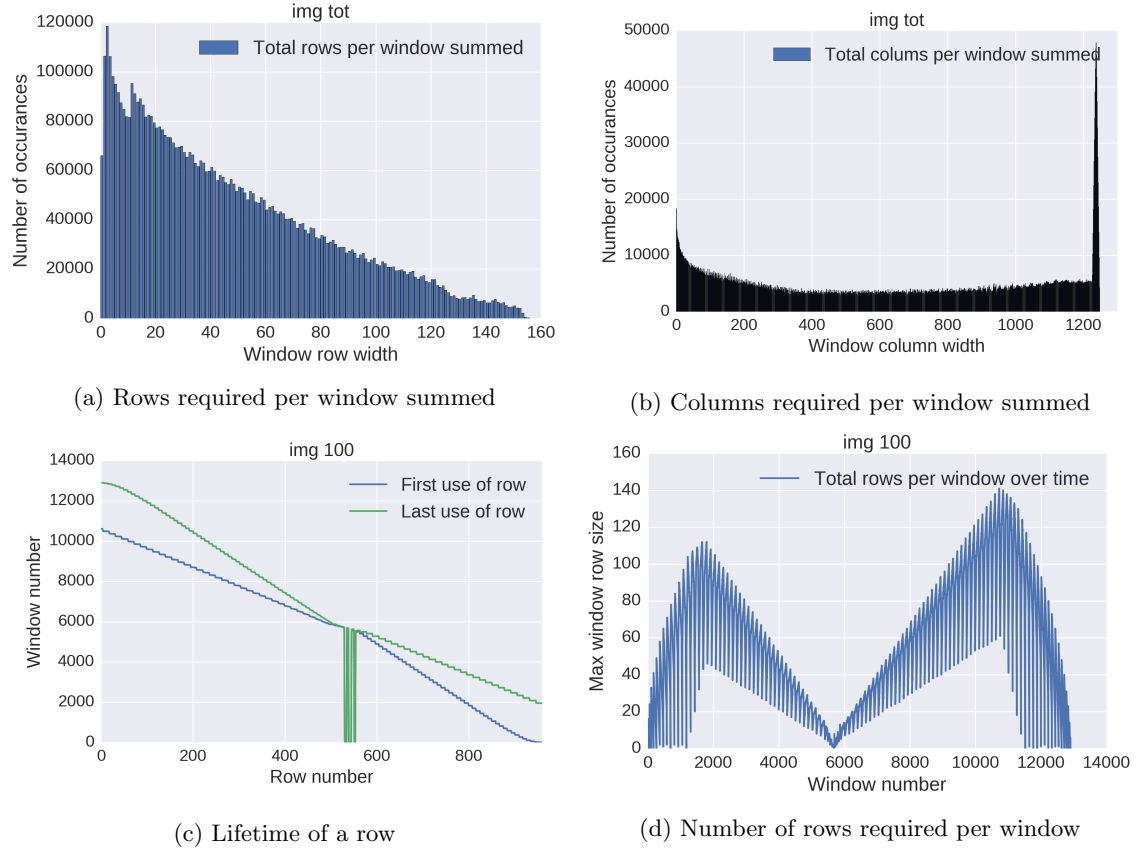 img tot
Total rows per window summed
Number of occurances
120000
100000
80000
60000
40000
20000
0
0 20 40 60 80 100 120 140 160
Window row width
(a) Rows required per window summed
img tot
Total colums per window summed
Number of occurances
50000
40000
30000
20000
10000
0
0 200 400 600 800 1000 1200
Window column width
(b) Columns required per window summed
img 100
First use of row
Last use of row
Window number
14000
12000
10000
8000
6000
4000
2000
0
0 200 400 600 800
Row number
(c) Lifetime of a row
img 100
Total rows per window over time
Max window row size
160
140
120
100
80
60
40
20
0
0 2000 4000 6000 8000 10000 12000 14000
Window number
(d) Number of rows required per window